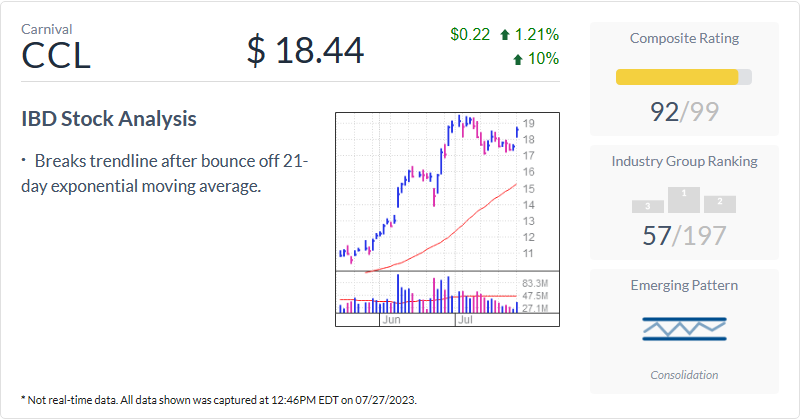 Carnival
CCL
$ 18.44
$0.22 1.21%
10%
IBD Stock Analysis
· Breaks trendline after bounce off 21-
day exponential moving average.
19
18
17
16
15
14
13
12
11
83.3M
47.5M
27.1M
Jun
Jul
Composite Rating
92/99
Industry Group Ranking
3
1
2
57/197
Emerging Pattern
Consolidation
* Not real-time data. All data shown was captured at 12:46PM EDT on 07/27/2023.